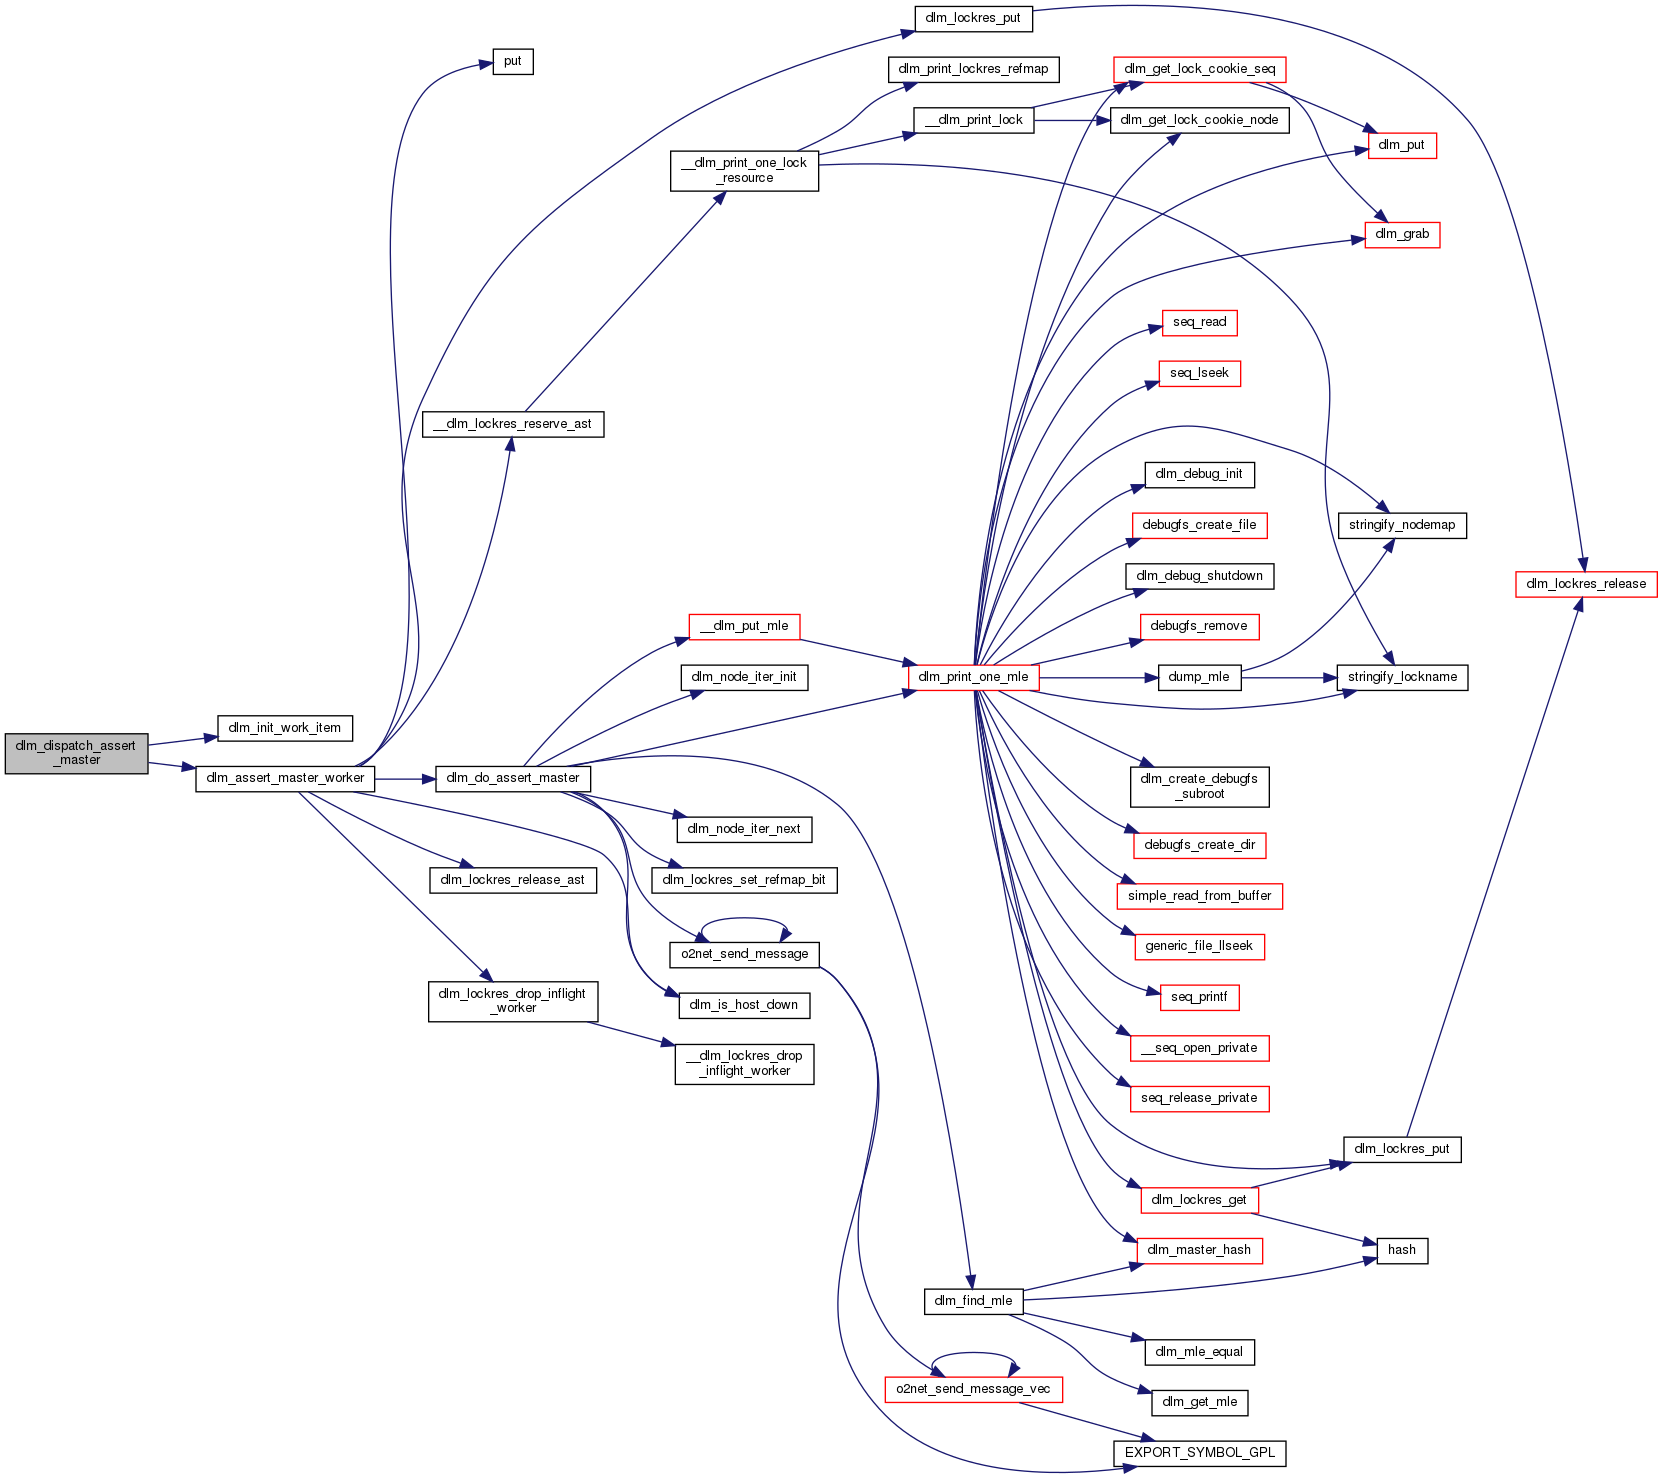 dlm_lockres_put
put
dlm_print_lockres_refmap
dlm_get_lock_cookie_seq
__dlm_print_lock
dlm_get_lock_cookie_node
dlm_put
__dlm_print_one_lock
_resource
dlm_grab
seq_read
seq_lseek
__dlm_lockres_reserve_ast
dlm_debug_init
debugfs_create_file
stringify_nodemap
dlm_debug_shutdown
dlm_lockres_release
__dlm_put_mle
debugfs_remove
dlm_node_iter_init
dlm_print_one_mle
dump_mle
stringify_lockname
dlm_init_work_item
dlm_dispatch_assert
_master
dlm_assert_master_worker
dlm_do_assert_master
dlm_create_debugfs
_subroot
dlm_node_iter_next
debugfs_create_dir
dlm_lockres_release_ast
dlm_lockres_set_refmap_bit
simple_read_from_buffer
o2net_send_message
generic_file_llseek
dlm_lockres_drop_inflight
_worker
dlm_is_host_down
seq_printf
__dlm_lockres_drop
_inflight_worker
__seq_open_private
seq_release_private
dlm_lockres_put
dlm_lockres_get
dlm_master_hash
hash
dlm_find_mle
dlm_mle_equal
o2net_send_message_vec
dlm_get_mle
EXPORT_SYMBOL_GPL